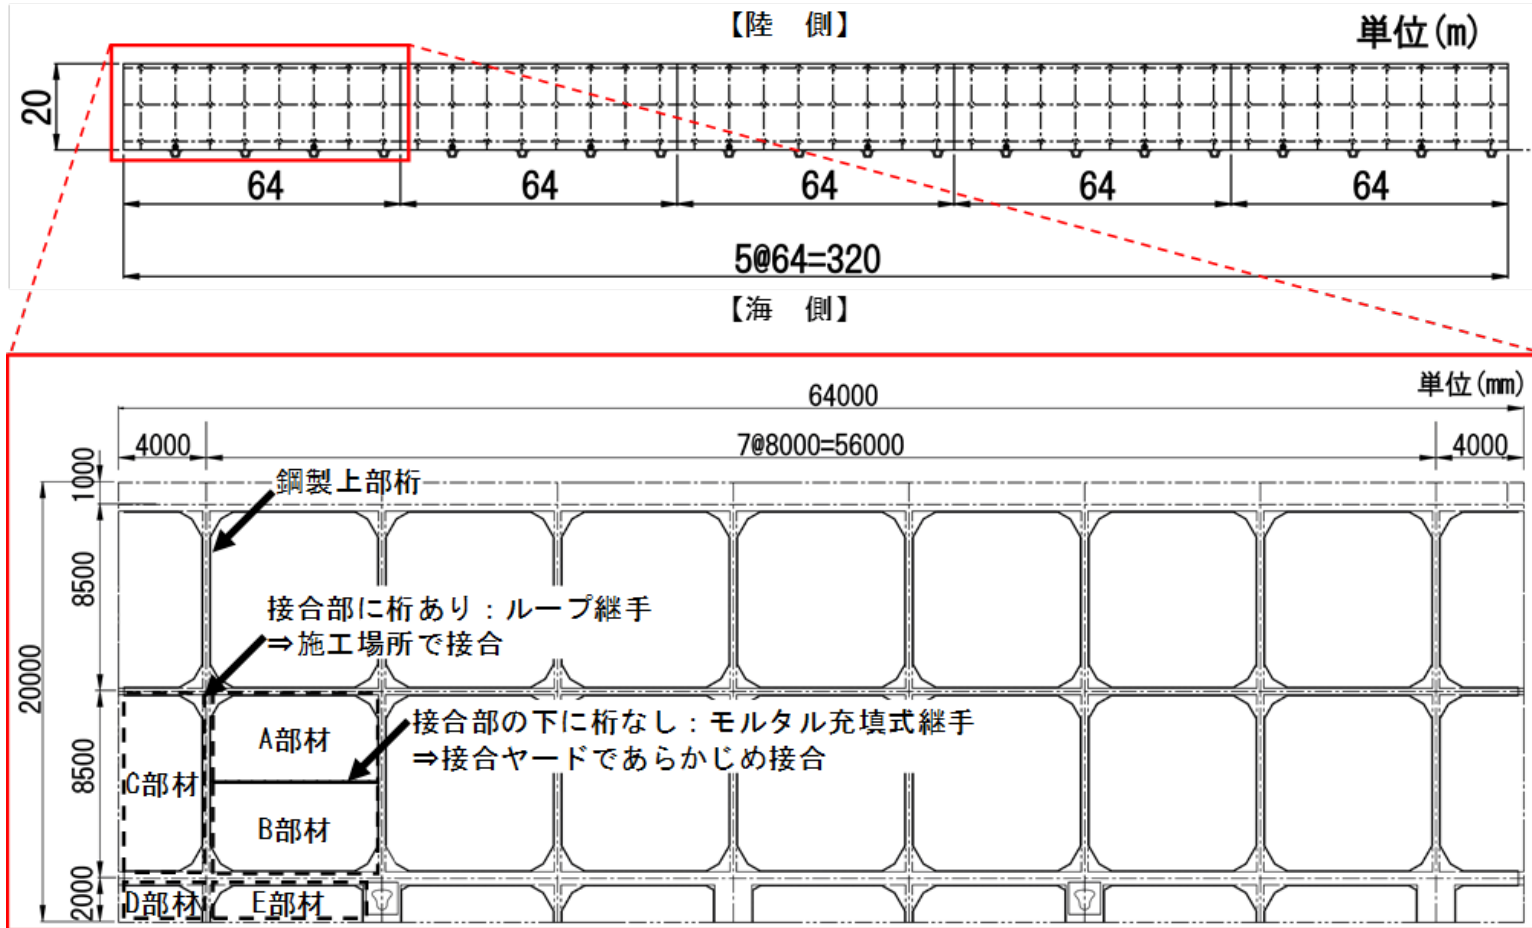 【陸　側】
単位(m)
20
64
64
64
64
64
5@64=320
【海　側】
単位(mm)
64000
4000
7@8000=56000
4000
1000
鋼製上部桁
8500
接合部に桁あり：ループ継手
⇒施工場所で接合
20000
接合部の下に桁なし：モルタル充填式継手
⇒接合ヤードであらかじめ接合
A部材
8500
C部材
B部材
2000
D部材
E部材